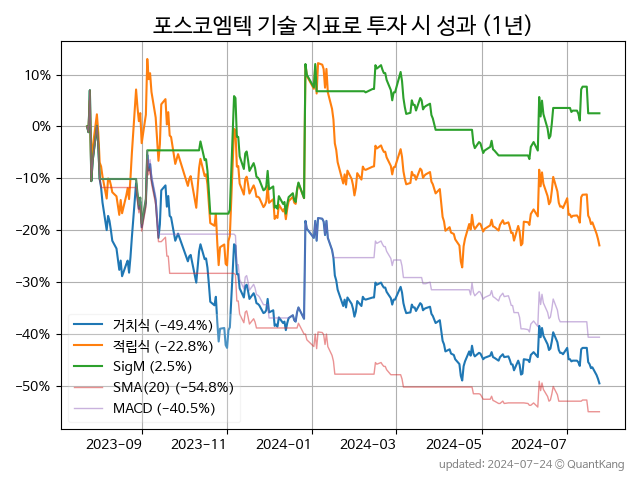 포스코엠텍 기술 지표로 투자 시 성과 (1년)
10%
0%
−10%
−20%
−30%
−40%
−50%
거치식 (−49.4%)
적립식 (−22.8%)
SigM (2.5%)
SMA(20) (−54.8%)
MACD (−40.5%)
2023−09 2023−11 2024−01 2024−03 2024−05 2024−07
updated: 2024-07-24 © QuantKang